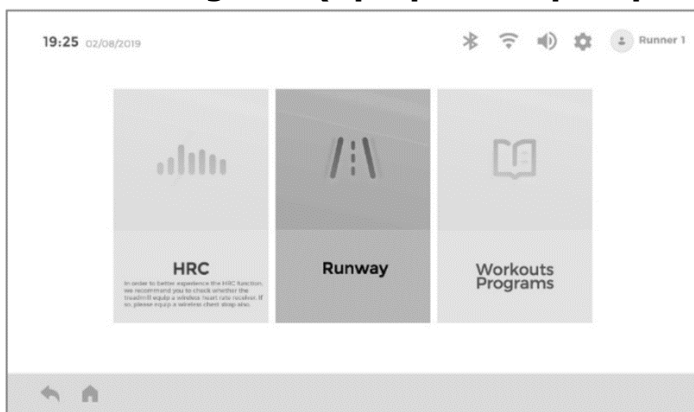 19:25 02/08/2019
Runner 1
HRC
In order to better experience the HRC function,
we recommend you to check whether the
treadmill equip a wireless heart rate receiver. If
so, please equip a wireless chest strap also.
Runway
Workouts
Programs